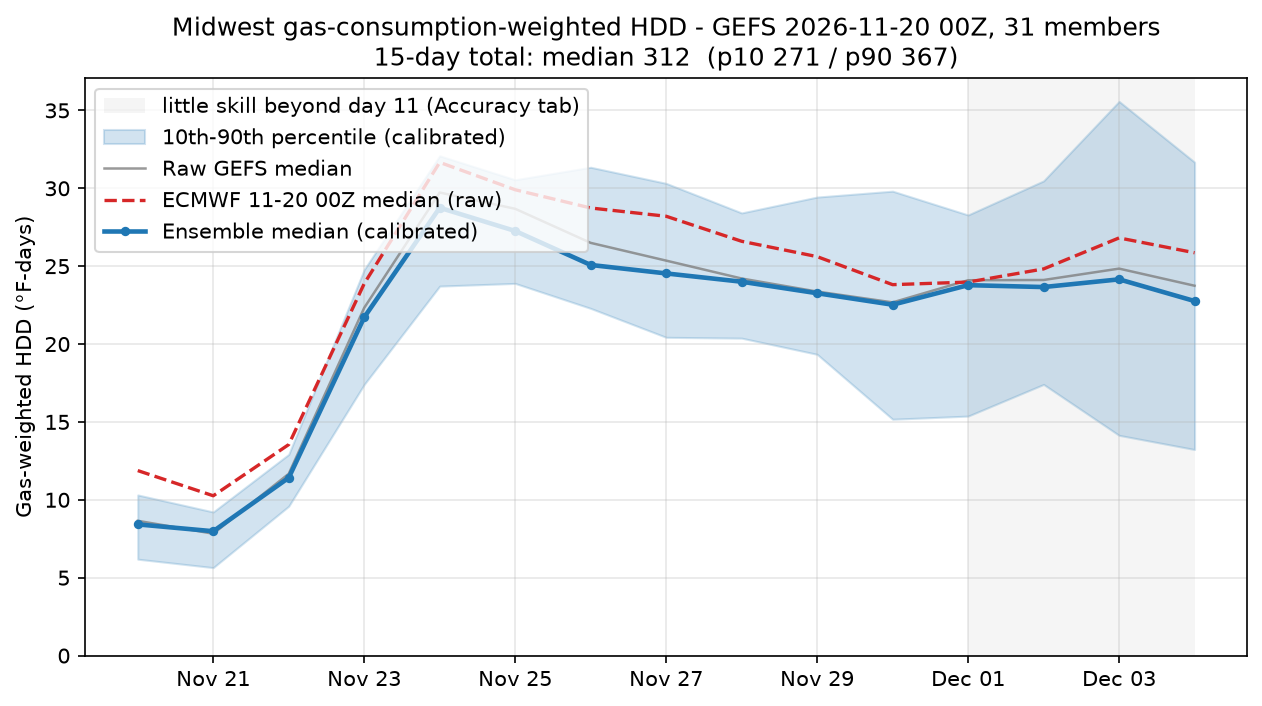 Midwest gas-consumption-weighted HDD - GEFS 2026-11-20 00Z, 31 members
15-day total: median 312  (p10 271 / p90 367)
little skill beyond day 11 (Accuracy tab)
10th-90th percentile (calibrated)
Raw GEFS median
ECMWF 11-20 00Z median (raw)
Ensemble median (calibrated)
Gas-weighted HDD (°F-days)
35
30
25
20
15
10
5
0
Nov 21
Nov 23
Nov 25
Nov 27
Nov 29
Dec 01
Dec 03